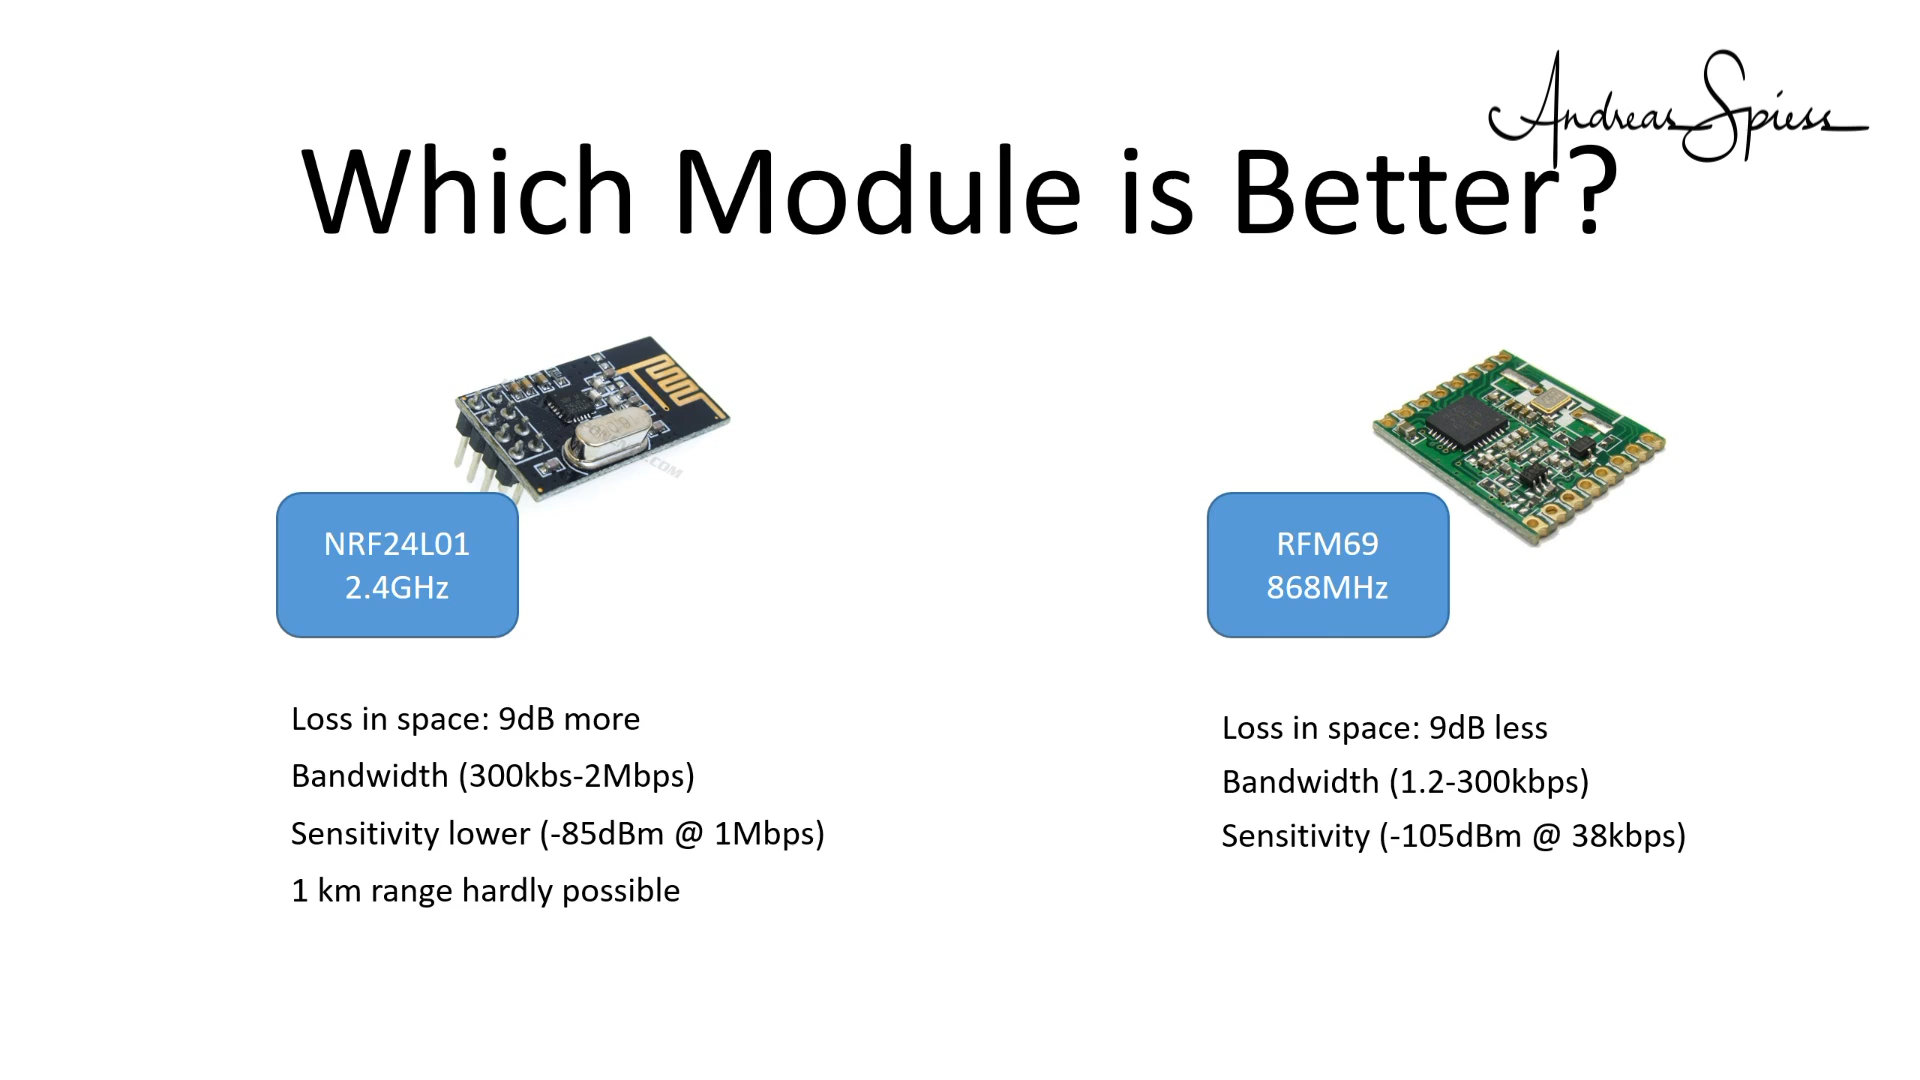 Andreas Spiess
Which Module is Better?
.COM
NRF24L01
2.4GHz
Loss in space: 9dB more
Bandwidth (300kbs-2Mbps)
Sensitivity lower (-85dBm @ 1Mbps)
1 km range hardly possible
RFM69
868MHz
Loss in space: 9dB less
Bandwidth (1.2-300kbps)
Sensitivity (-105dBm @ 38kbps)